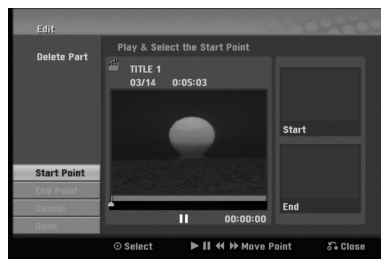 Edit
Delete Part
Play & Select the Start Point
TITLE 1
03/14 0:05:03
Start
Start Point
End Point
Cancel
Done
End
00:00:00
Select
Move Point
Close